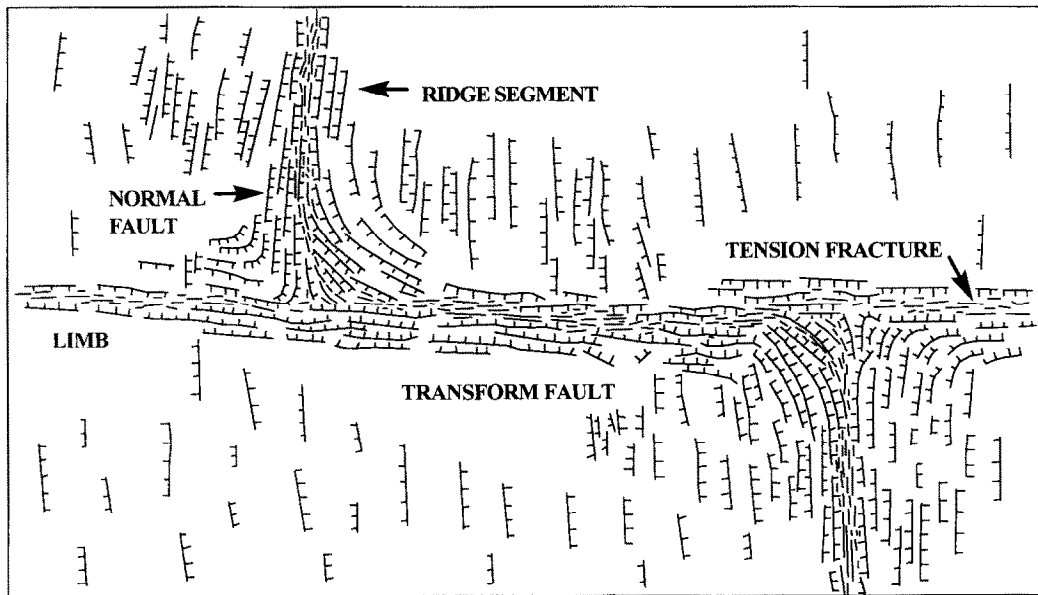 RIDGE SEGMENT
NORMAL
FAULT
TENSION FRACTURE
LIMB
TRANSFORM FAULT